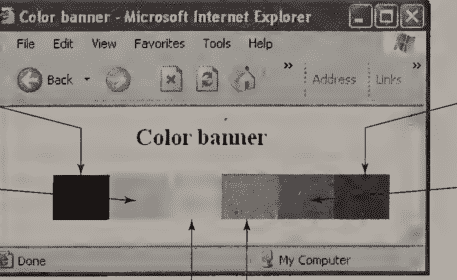 Color banner - Microsoft Internet Explorer
File Edit View Favorites Tools Help
Back » Address Links »
Color banner
Done My Computer